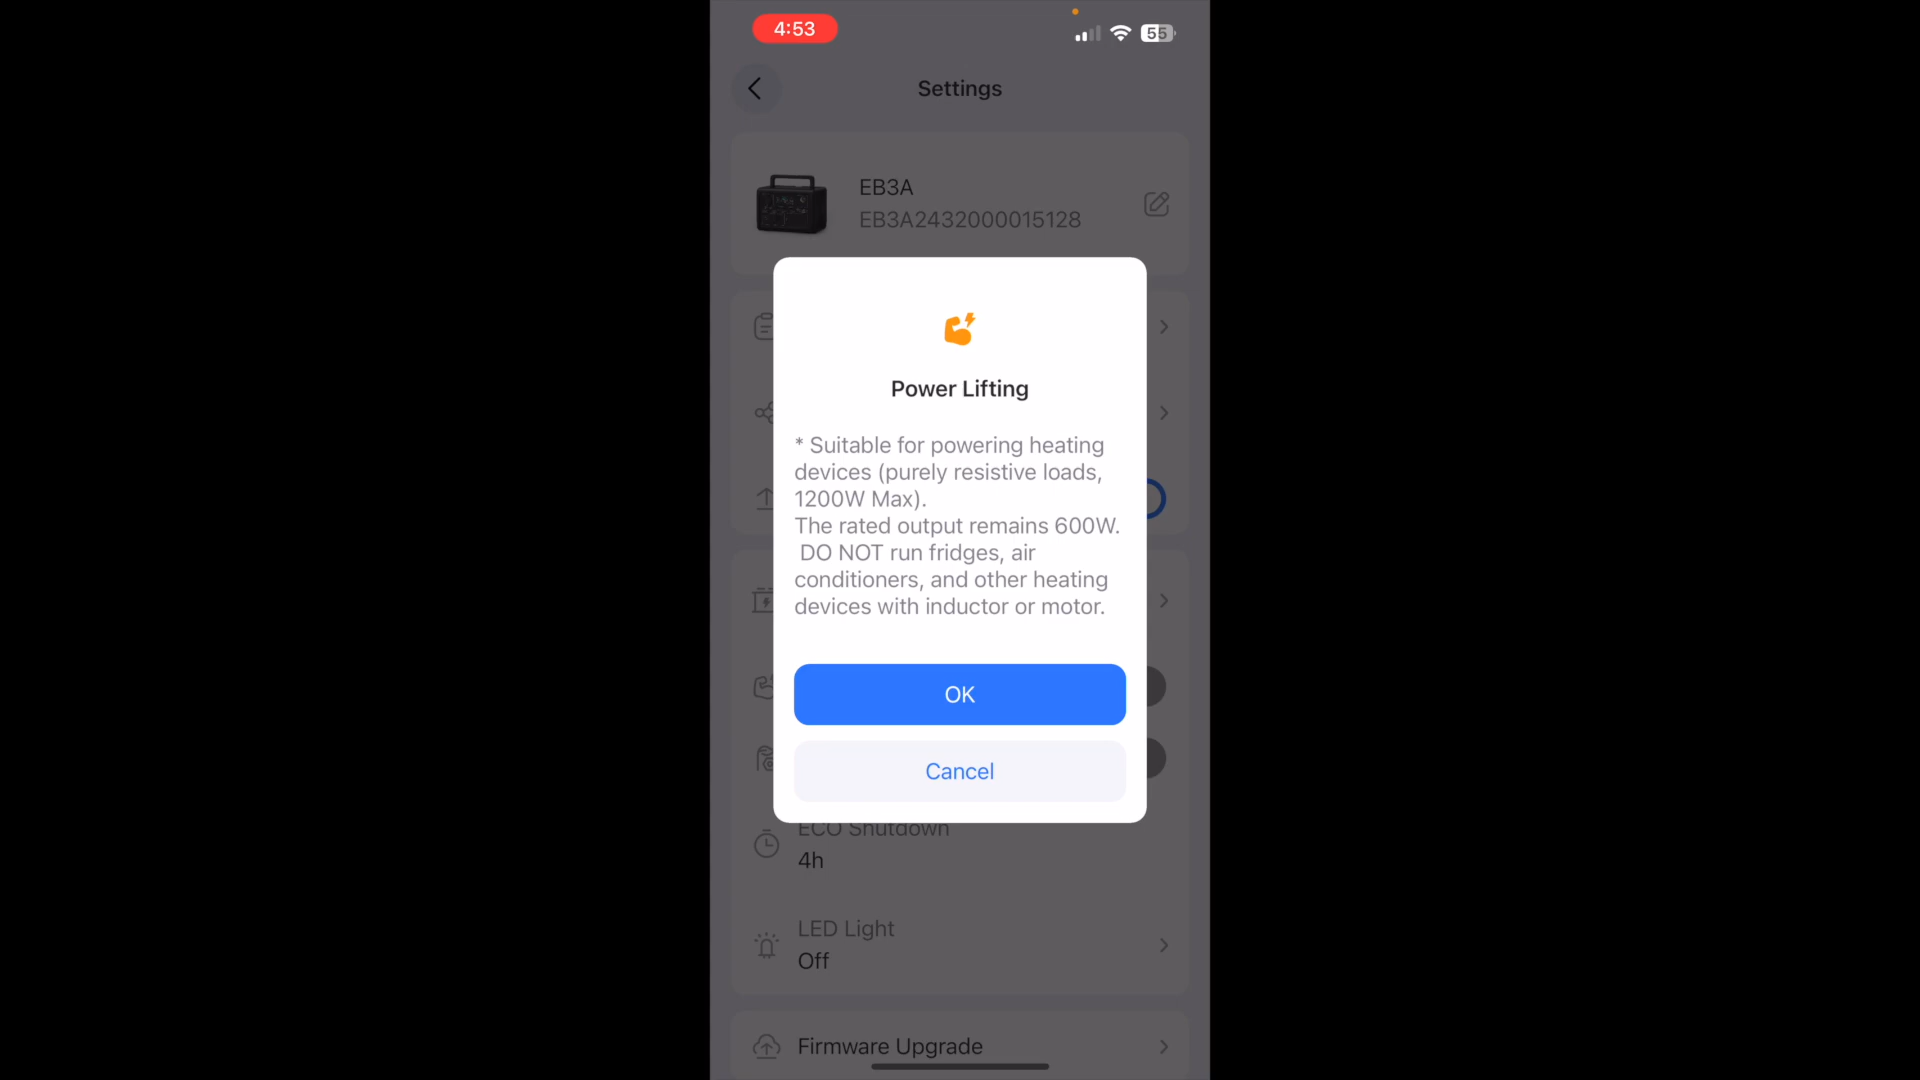 4:53
55
Settings
EB3A
EB3A2432000015128
Power Lifting
* Suitable for powering heating
devices (purely resistive loads,
1200W Max).
The rated output remains 600W.
DO NOT run fridges, air
conditioners, and other heating
devices with inductor or motor.
OK
Cancel
ECO Shutdown
4h
LED Light
Off
Firmware Upgrade